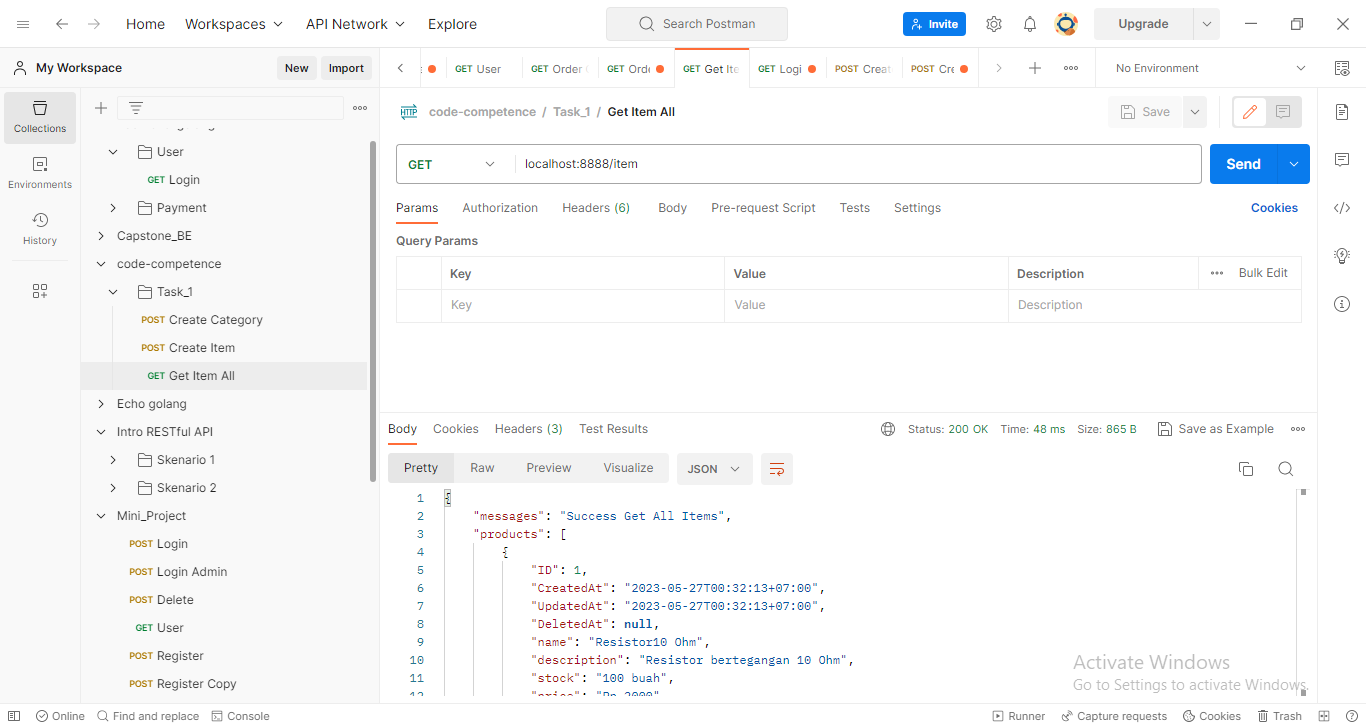 Home Workspaces API Network Explore Search Postman Invite Upgrade
My Workspace New Import GET User GET Order GET Orde GET Get Ite GET Logi POST Creat POST Cre No Environment
Collections
Environments
History
User
GET Login
Payment
Capstone_BE
code-competence
Task_1
POST Create Category
POST Create Item
GET Get Item All
Echo golang
Intro RESTful API
Skenario 1
Skenario 2
Mini_Project
POST Login
POST Login Admin
POST Delete
GET User
POST Register
POST Register Copy
HTTP code-competence / Task_1 / Get Item All Save
GET localhost:8888/item Send
Params Authorization Headers (6) Body Pre-request Script Tests Settings Cookies
Query Params
Key Value Description Bulk Edit
Key Value Description
Body Cookies Headers (3) Test Results Status: 200 OK Time: 48 ms Size: 865 B Save as Example
Pretty Raw Preview Visualize JSON
1 {
2 "messages": "Success Get All Items",
3 "products": [
4 {
5 "ID": 1,
6 "CreatedAt": "2023-05-27T00:32:13+07:00",
7 "UpdatedAt": "2023-05-27T00:32:13+07:00",
8 "DeletedAt": null,
9 "name": "Resistor10 Ohm",
10 "description": "Resistor bertegangan 10 Ohm",
11 "stock": "100 buah",
12 "price": "Rp 2000"
Activate Windows
Go to Settings to activate Windows.
Online Find and replace Console Runner Capture requests Cookies Trash